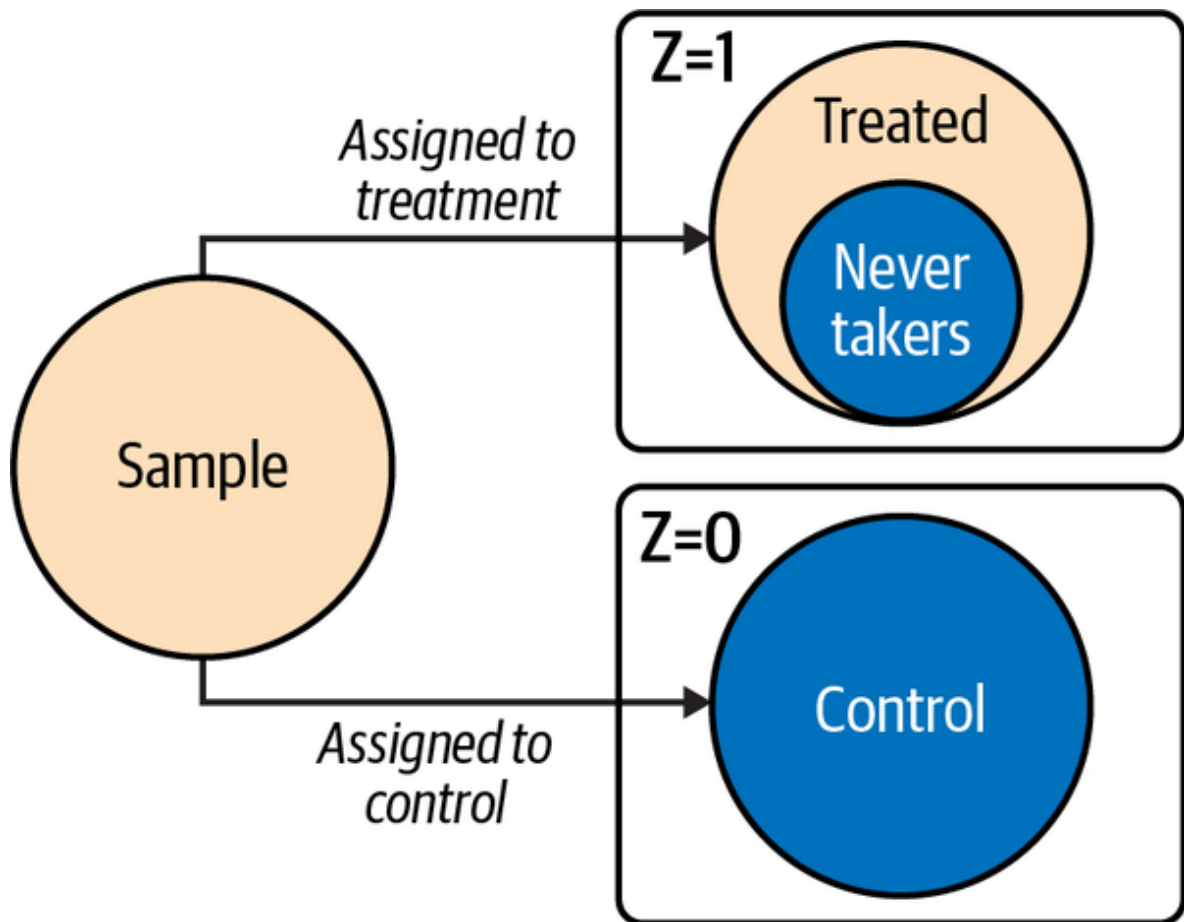 Z=1
Treated
Never
takers
Assigned to
treatment
Sample
Z=0
Control
Assigned to
control